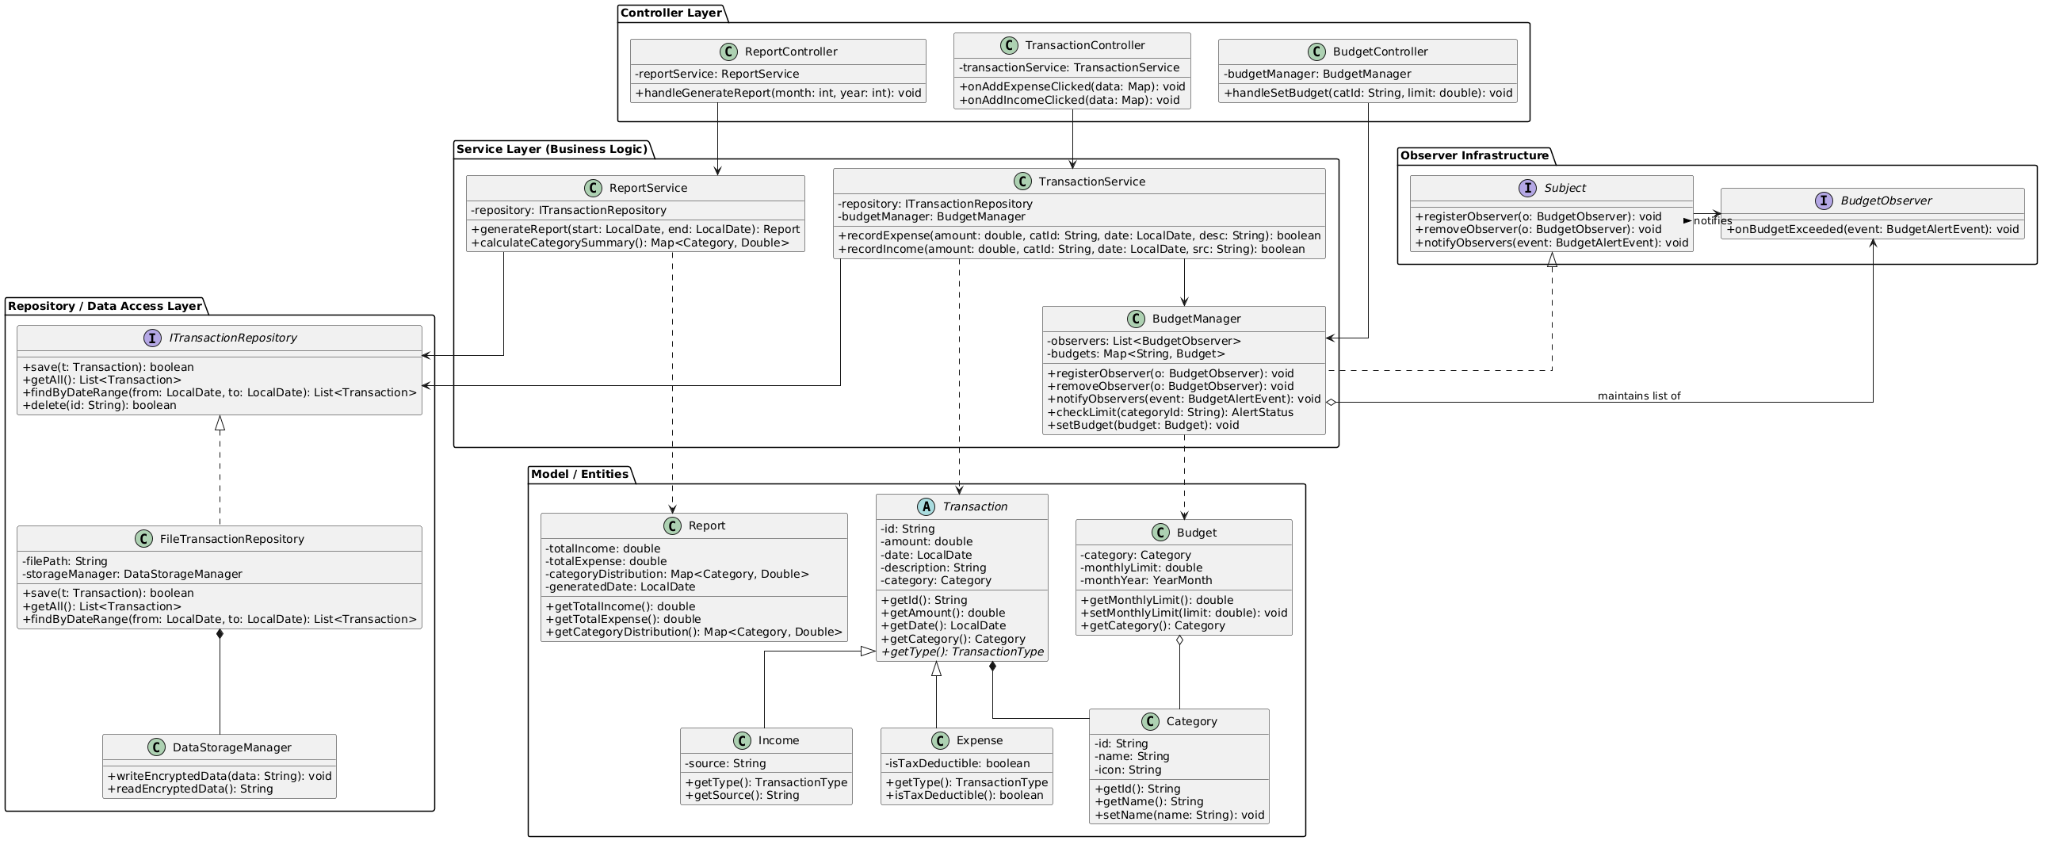 Controller Layer
C ReportController
-reportService: ReportService
+handleGenerateReport(month: int, year: int): void
C TransactionController
-transactionService: TransactionService
+onAddExpenseClicked(data: Map): void
+onAddIncomeClicked(data: Map): void
C BudgetController
-budgetManager: BudgetManager
+handleSetBudget(catId: String, limit: double): void
Service Layer (Business Logic)
C ReportService
-repository: ITransactionRepository
+generateReport(start: LocalDate, end: LocalDate): Report
+calculateCategorySummary(): Map<Category, Double>
C TransactionService
-repository: ITransactionRepository
-budgetManager: BudgetManager
+recordExpense(amount: double, catId: String, date: LocalDate, desc: String): boolean
+recordIncome(amount: double, catId: String, date: LocalDate, src: String): boolean
C BudgetManager
-observers: List<BudgetObserver>
-budgets: Map<String, Budget>
+registerObserver(o: BudgetObserver): void
+removeObserver(o: BudgetObserver): void
+notifyObservers(event: BudgetAlertEvent): void
+checkLimit(categoryId: String): AlertStatus
+setBudget(budget: Budget): void
Observer Infrastructure
I Subject
+registerObserver(o: BudgetObserver): void
+removeObserver(o: BudgetObserver): void
+notifyObservers(event: BudgetAlertEvent): void
notifies
I BudgetObserver
+onBudgetExceeded(event: BudgetAlertEvent): void
maintains list of
Repository / Data Access Layer
I ITransactionRepository
+save(t: Transaction): boolean
+getAll(): List<Transaction>
+findByDateRange(from: LocalDate, to: LocalDate): List<Transaction>
+delete(id: String): boolean
C FileTransactionRepository
-filePath: String
-storageManager: DataStorageManager
+save(t: Transaction): boolean
+getAll(): List<Transaction>
+findByDateRange(from: LocalDate, to: LocalDate): List<Transaction>
C DataStorageManager
+writeEncryptedData(data: String): void
+readEncryptedData(): String
Model / Entities
C Report
-totalIncome: double
-totalExpense: double
-categoryDistribution: Map<Category, Double>
-generatedDate: LocalDate
+getTotalIncome(): double
+getTotalExpense(): double
+getCategoryDistribution(): Map<Category, Double>
A Transaction
-id: String
-amount: double
-date: LocalDate
-description: String
-category: Category
+getId(): String
+getAmount(): double
+getDate(): LocalDate
+getCategory(): Category
+getType(): TransactionType
C Budget
-category: Category
-monthlyLimit: double
-monthYear: YearMonth
+getMonthlyLimit(): double
+setMonthlyLimit(limit: double): void
+getCategory(): Category
C Income
-source: String
+getType(): TransactionType
+getSource(): String
C Expense
-isTaxDeductible: boolean
+getType(): TransactionType
+isTaxDeductible(): boolean
C Category
-id: String
-name: String
-icon: String
+getId(): String
+getName(): String
+setName(name: String): void